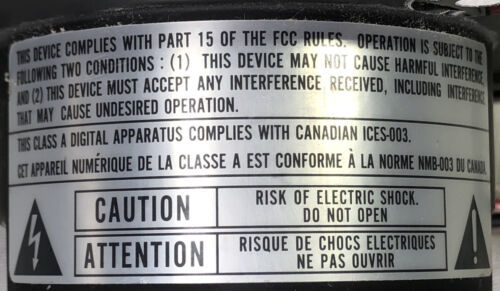 THIS DEVICE COMPLIES WITH PART 15 OF THE FCC RULES. OPERATION IS SUBJECT TO THE
FOLLOWING TWO CONDITIONS : (1) THIS DEVICE MAY NOT CAUSE HARMFUL INTERFERENCE
AND (2) THIS DEVICE MUST ACCEPT ANY INTERFERENCE RECEIVED, INCLUDING INTERFERENCE
THAT MAY CAUSE UNDESIRED OPERATION.
THIS CLASS A DIGITAL APPARATUS COMPLIES WITH CANADIAN ICES-003.
CET APPAREIL NUMÉRIQUE DE LA CLASSE A EST CONFORME À LA NORME NMB-003 DU CANADA.
CAUTION
RISK OF ELECTRIC SHOCK.
DO NOT OPEN
ATTENTION
RISQUE DE CHOCS ELECTRIQUES
NE PAS OUVRIR